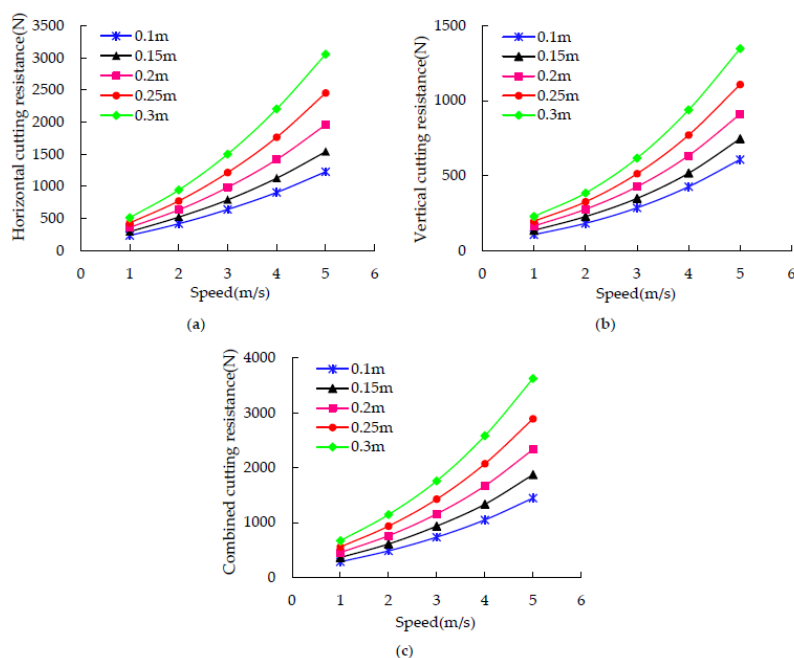 Horizontal cutting resistance(N)
3500
3000
2500
2000
1500
1000
500
0
0.1m
0.15m
0.2m
0.25m
0.3m
0 1 2 3 4 5 6
Speed(m/s)
(a)
Vertical cutting resistance(N)
1500
1000
500
0
0.1m
0.15m
0.2m
0.25m
0.3m
0 1 2 3 4 5 6
Speed(m/s)
(b)
Combined cutting resistance(N)
4000
3000
2000
1000
0
0.1m
0.15m
0.2m
0.25m
0.3m
0 1 2 3 4 5 6
Speed(m/s)
(c)